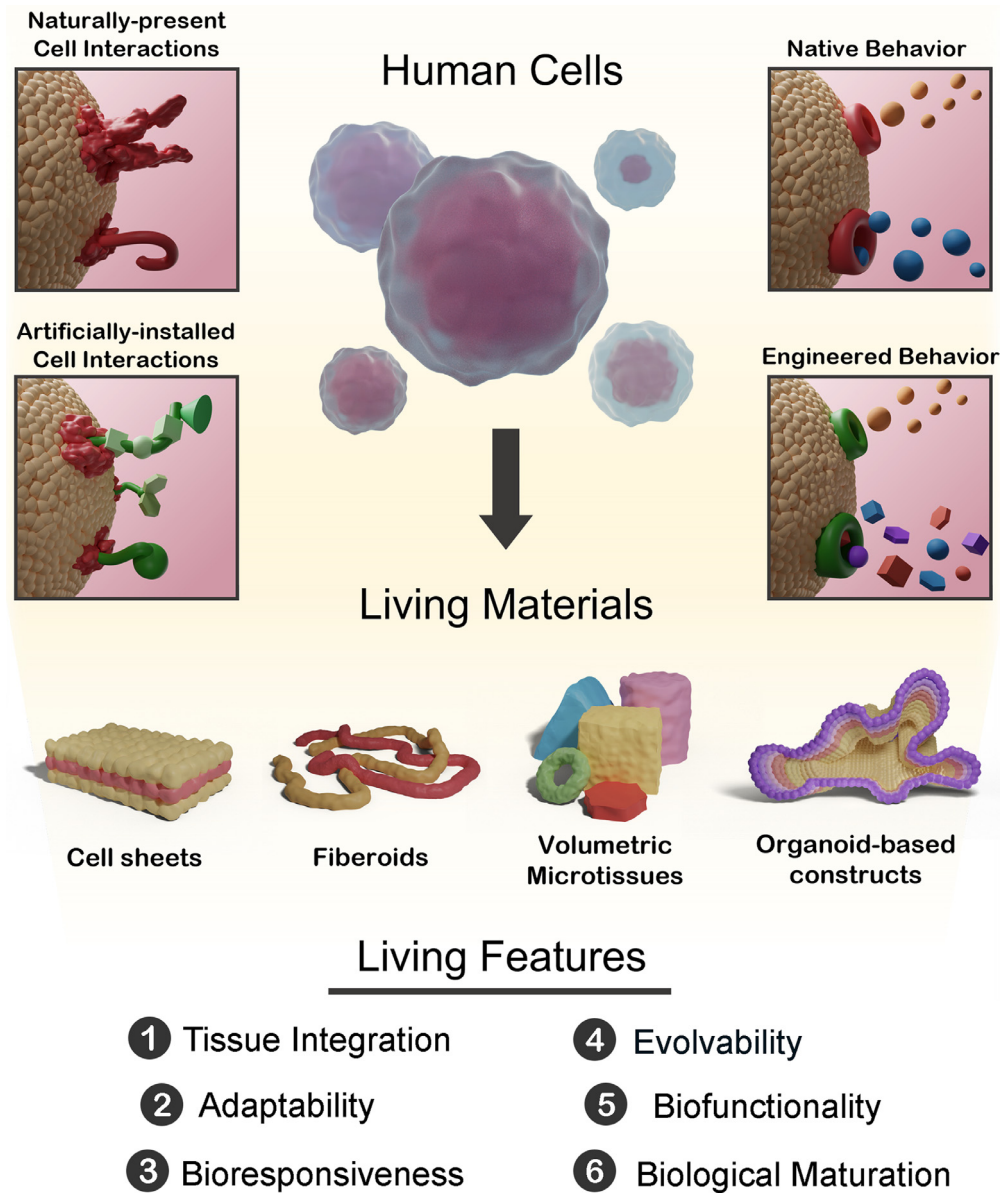 Naturally-present
Cell Interactions
Human Cells
Native Behavior
Artificially-installed
Cell Interactions
Engineered Behavior
Living Materials
Cell sheets
Fiberoids
Volumetric
Microtissues
Organoid-based
constructs
Living Features
1 Tissue Integration
2 Adaptability
3 Bioresponsiveness
4 Evolvability
5 Biofunctionality
6 Biological Maturation